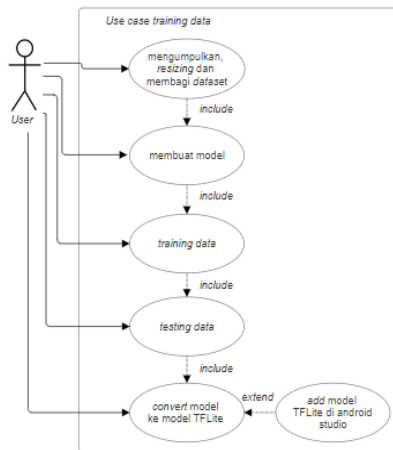 Use case training data
mengumpulkan,
resizing dan
membagi dataset
User
include
membuat model
include
training data
include
testing data
include
extend
convert model
ke model TFLite
add model
TFLite di android
studio